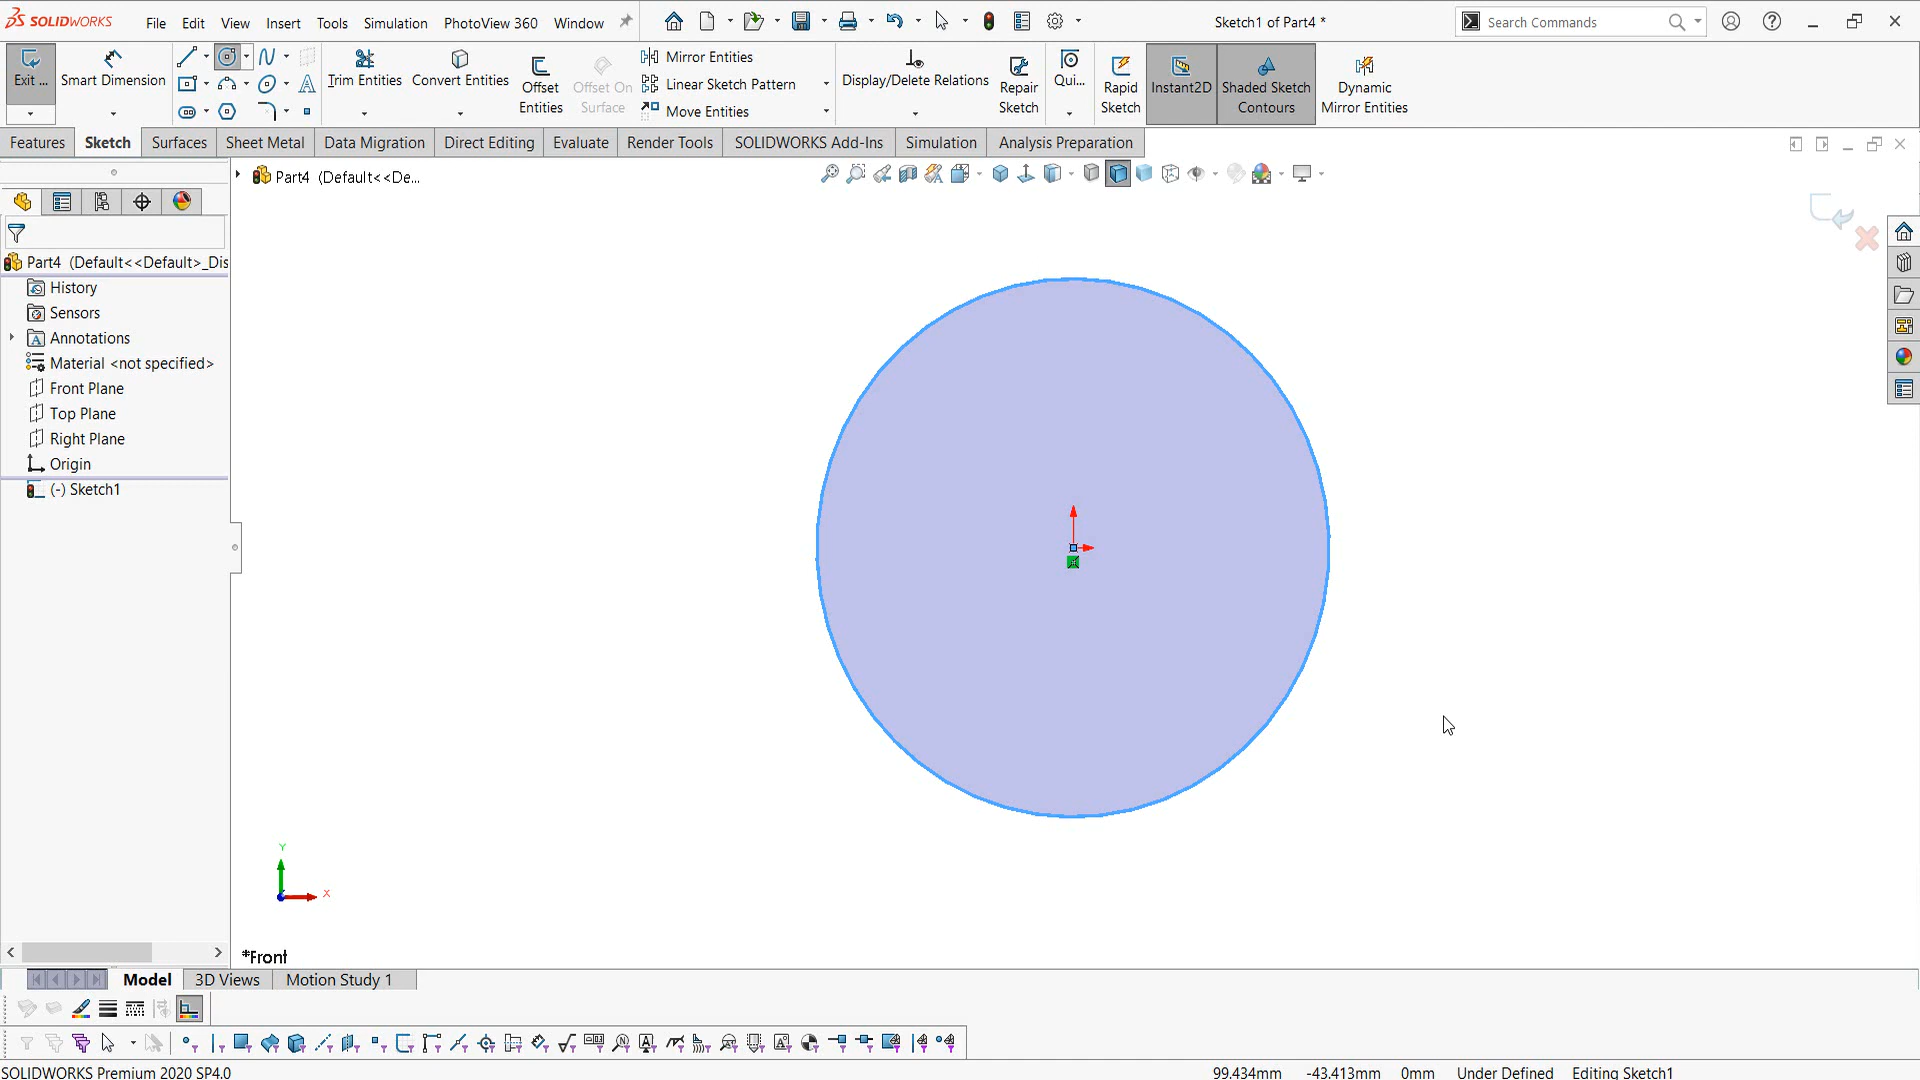 SOLIDWORKS File Edit View Insert Tools Simulation PhotoView 360 Window Sketch1 of Part4 * Search Commands
Exit ... Smart Dimension Trim Entities Convert Entities Offset Entities Offset On Surface Mirror Entities Linear Sketch Pattern Move Entities Display/Delete Relations Repair Sketch Qui... Rapid Sketch Instant2D Shaded Sketch Contours Dynamic Mirror Entities
Features Sketch Surfaces Sheet Metal Data Migration Direct Editing Evaluate Render Tools SOLIDWORKS Add-Ins Simulation Analysis Preparation
Part4 (Default<<De...
Part4 (Default<<Default>_Dis
History
Sensors
Annotations
Material <not specified>
Front Plane
Top Plane
Right Plane
Origin
(-) Sketch1
Y
X
*Front
Model 3D Views Motion Study 1
SOLIDWORKS Premium 2020 SP4.0 99.434mm -43.413mm 0mm Under Defined Editing Sketch1